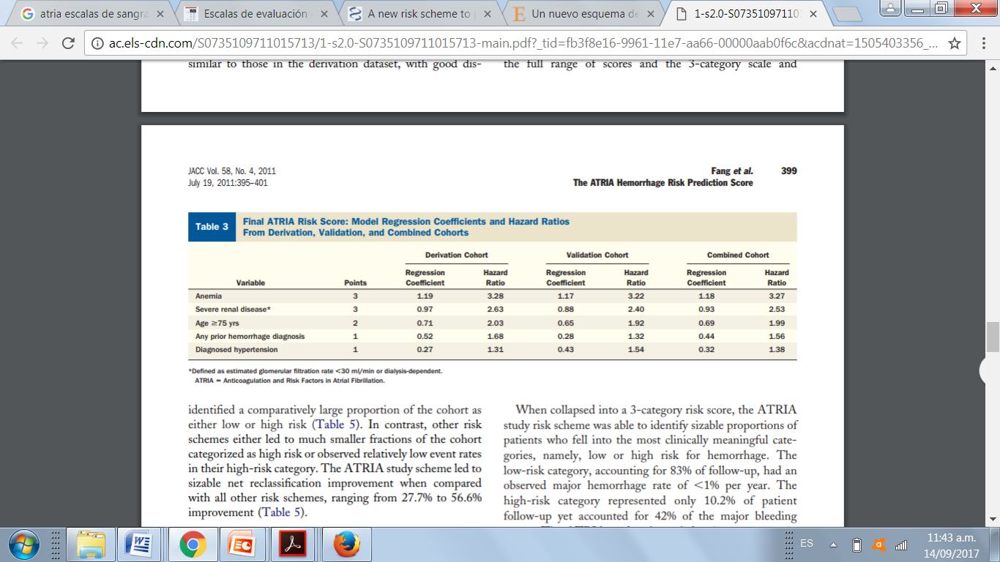 atria escalas de sangra
Escalas de evaluación
A new risk scheme to
Un nuevo esquema de
1-s2.0-S07351097110
ac.els-cdn.com/S0735109711015713/1-s2.0-S0735109711015713-main.pdf?_tid=fb3f8e16-9961-11e7-aa66-00000aab0f6c&acdnat=1505403356_...
similar to those in the derivation dataset, with good dis-
the full range of scores and the 3-category scale and
JACC Vol. 58, No. 4, 2011
July 19, 2011:395–401
Fang et al. 399
The ATRIA Hemorrhage Risk Prediction Score
Table 3
Final ATRIA Risk Score: Model Regression Coefficients and Hazard Ratios
From Derivation, Validation, and Combined Cohorts
Derivation Cohort Validation Cohort Combined Cohort
Regression Hazard Regression Hazard Regression Hazard
Variable Points Coefficient Ratio Coefficient Ratio Coefficient Ratio
Anemia 3 1.19 3.28 1.17 3.22 1.18 3.27
Severe renal disease* 3 0.97 2.63 0.88 2.40 0.93 2.53
Age ≥75 yrs 2 0.71 2.03 0.65 1.92 0.69 1.99
Any prior hemorrhage diagnosis 1 0.52 1.68 0.28 1.32 0.44 1.56
Diagnosed hypertension 1 0.27 1.31 0.43 1.54 0.32 1.38
*Defined as estimated glomerular filtration rate <30 ml/min or dialysis-dependent.
ATRIA = Anticoagulation and Risk Factors in Atrial Fibrillation.
identified a comparatively large proportion of the cohort as
either low or high risk (Table 5). In contrast, other risk
schemes either led to much smaller fractions of the cohort
categorized as high risk or observed relatively low event rates
in their high-risk category. The ATRIA study scheme led to
sizable net reclassification improvement when compared
with all other risk schemes, ranging from 27.7% to 56.6%
improvement (Table 5).
When collapsed into a 3-category risk score, the ATRIA
study risk scheme was able to identify sizable proportions of
patients who fell into the most clinically meaningful cate-
gories, namely, low or high risk for hemorrhage. The
low-risk category, accounting for 83% of follow-up, had an
observed major hemorrhage rate of <1% per year. The
high-risk category represented only 10.2% of patient
follow-up yet accounted for 42% of the major bleeding
ES
11:43 a.m.
14/09/2017